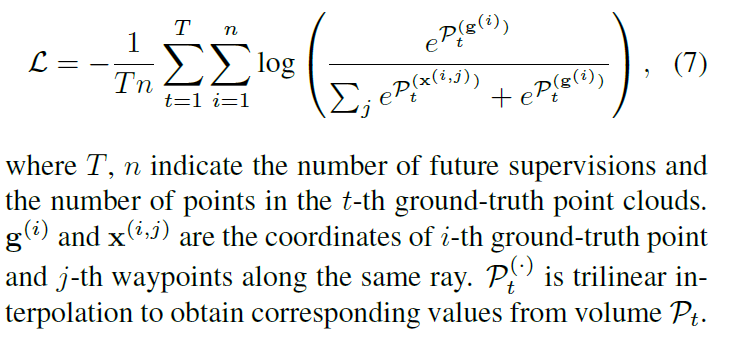 $$\mathcal{L} = -\frac{1}{Tn} \sum_{t=1}^{T} \sum_{i=1}^{n} \log \left( \frac{e^{\mathcal{P}_t^{(\mathbf{g}^{(i)})}}}{\sum_j e^{\mathcal{P}_t^{(\mathbf{x}^{(i,j)})}} + e^{\mathcal{P}_t^{(\mathbf{g}^{(i)})}}} \right), \quad (7)$$
where $T$, $n$ indicate the number of future supervisions and
the number of points in the $t$-th ground-truth point clouds.
$\mathbf{g}^{(i)}$ and $\mathbf{x}^{(i,j)}$ are the coordinates of $i$-th ground-truth point
and $j$-th waypoints along the same ray. $\mathcal{P}_t^{(\cdot)}$ is trilinear in-
terpolation to obtain corresponding values from volume $\mathcal{P}_t$.